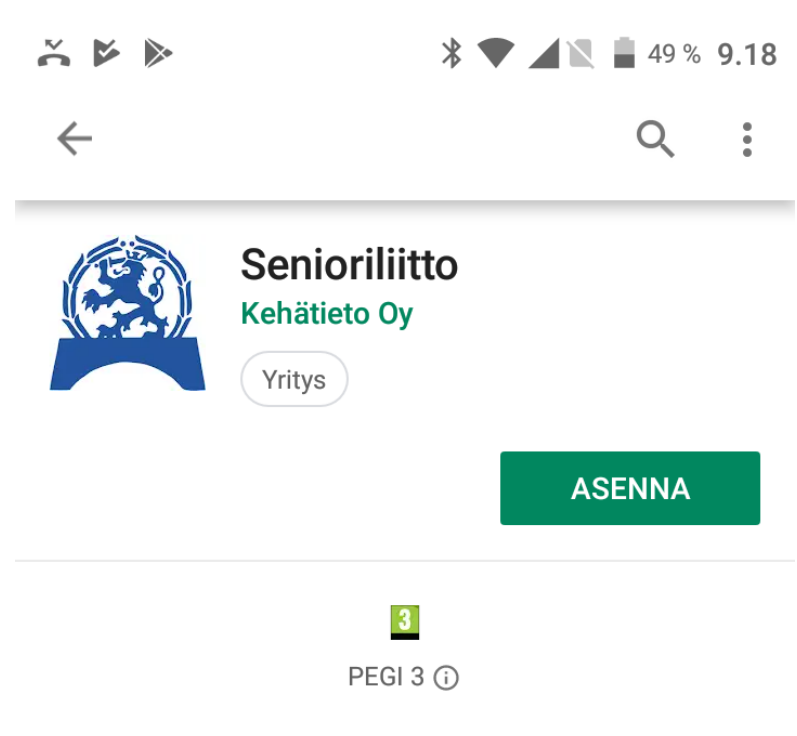 49 % 9.18
Senioriliitto
Kehätieto Oy
Yritys
ASENNA
3
PEGI 3